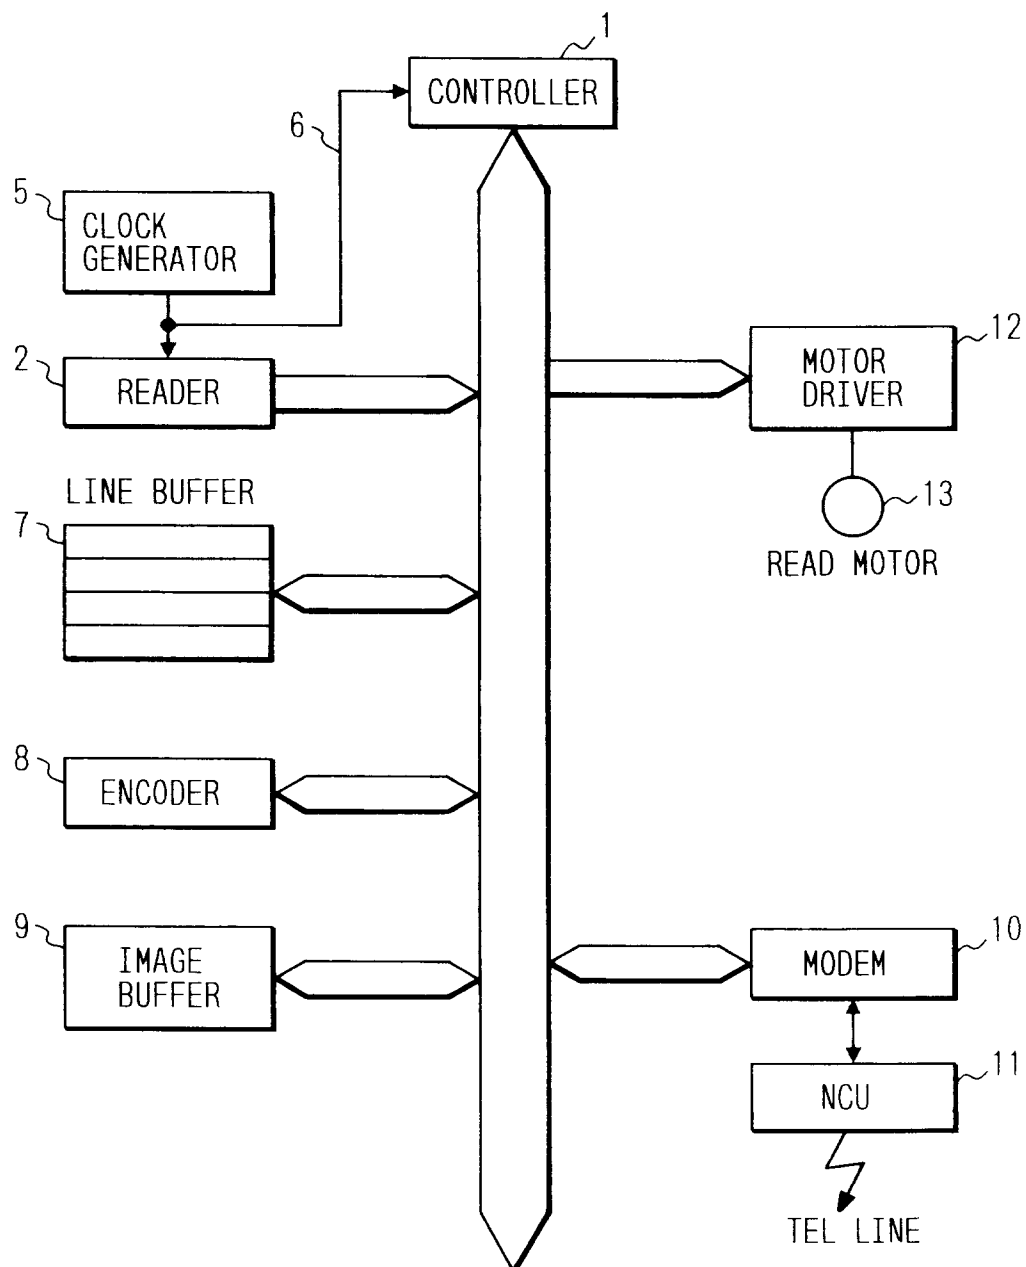 1
CONTROLLER
6
5
CLOCK
GENERATOR
2
READER
12
MOTOR
DRIVER
13
READ MOTOR
LINE BUFFER
7
8
ENCODER
9
IMAGE
BUFFER
10
MODEM
11
NCU
TEL LINE